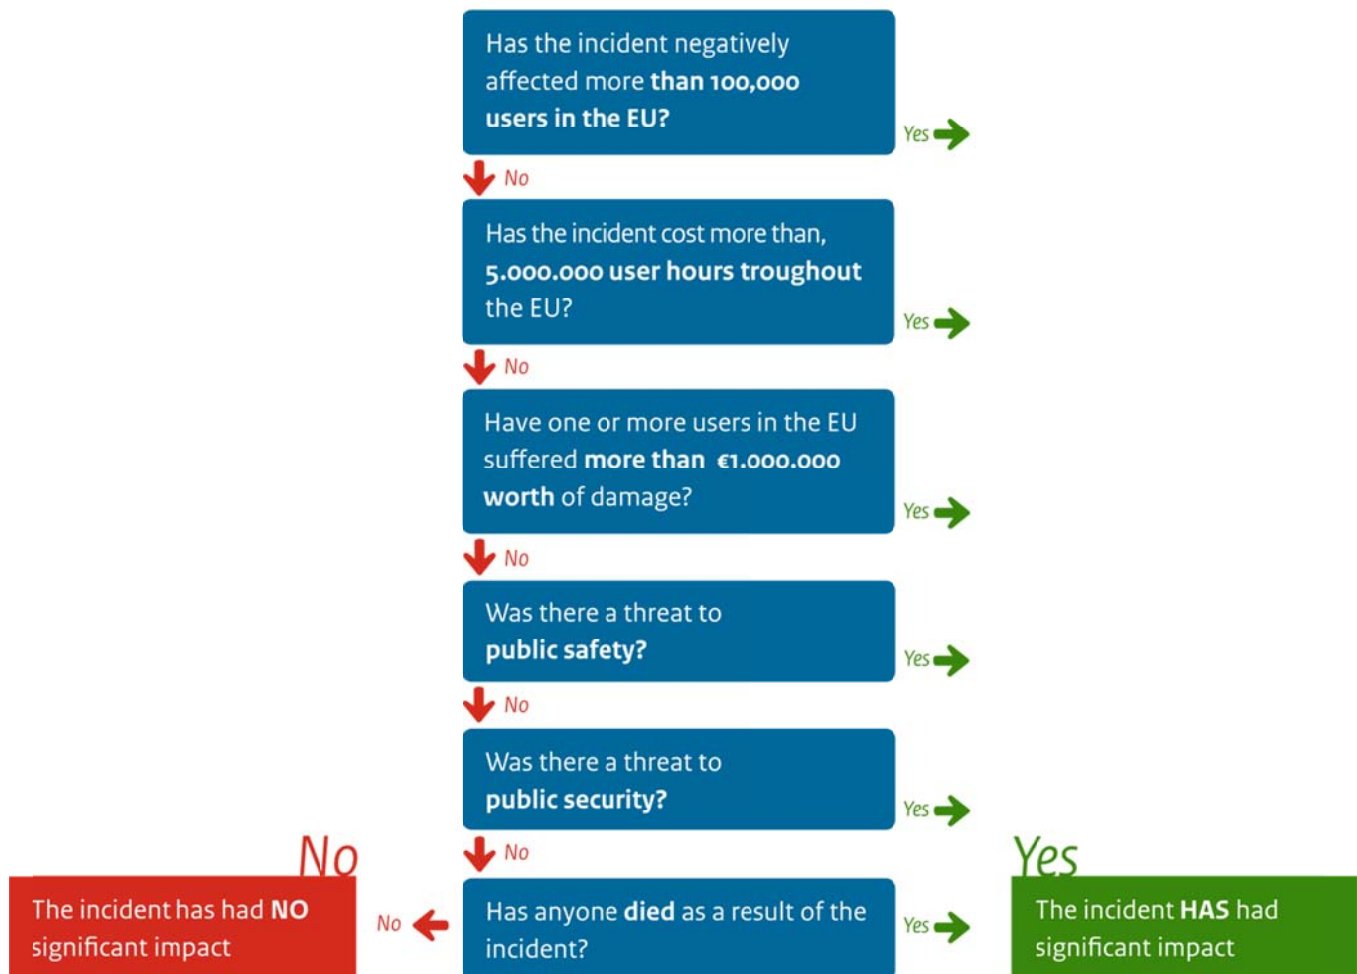 Has the incident negatively
affected more than 100,000
users in the EU?
Yes
No
Has the incident cost more than,
5.000.000 user hours troughout
the EU?
Yes
No
Have one or more users in the EU
suffered more than €1.000.000
worth of damage?
Yes
No
Was there a threat to
public safety?
Yes
No
Was there a threat to
public security?
Yes
No
No
The incident has had NO
significant impact
No
Has anyone died as a result of the
incident?
Yes
Yes
The incident HAS had
significant impact